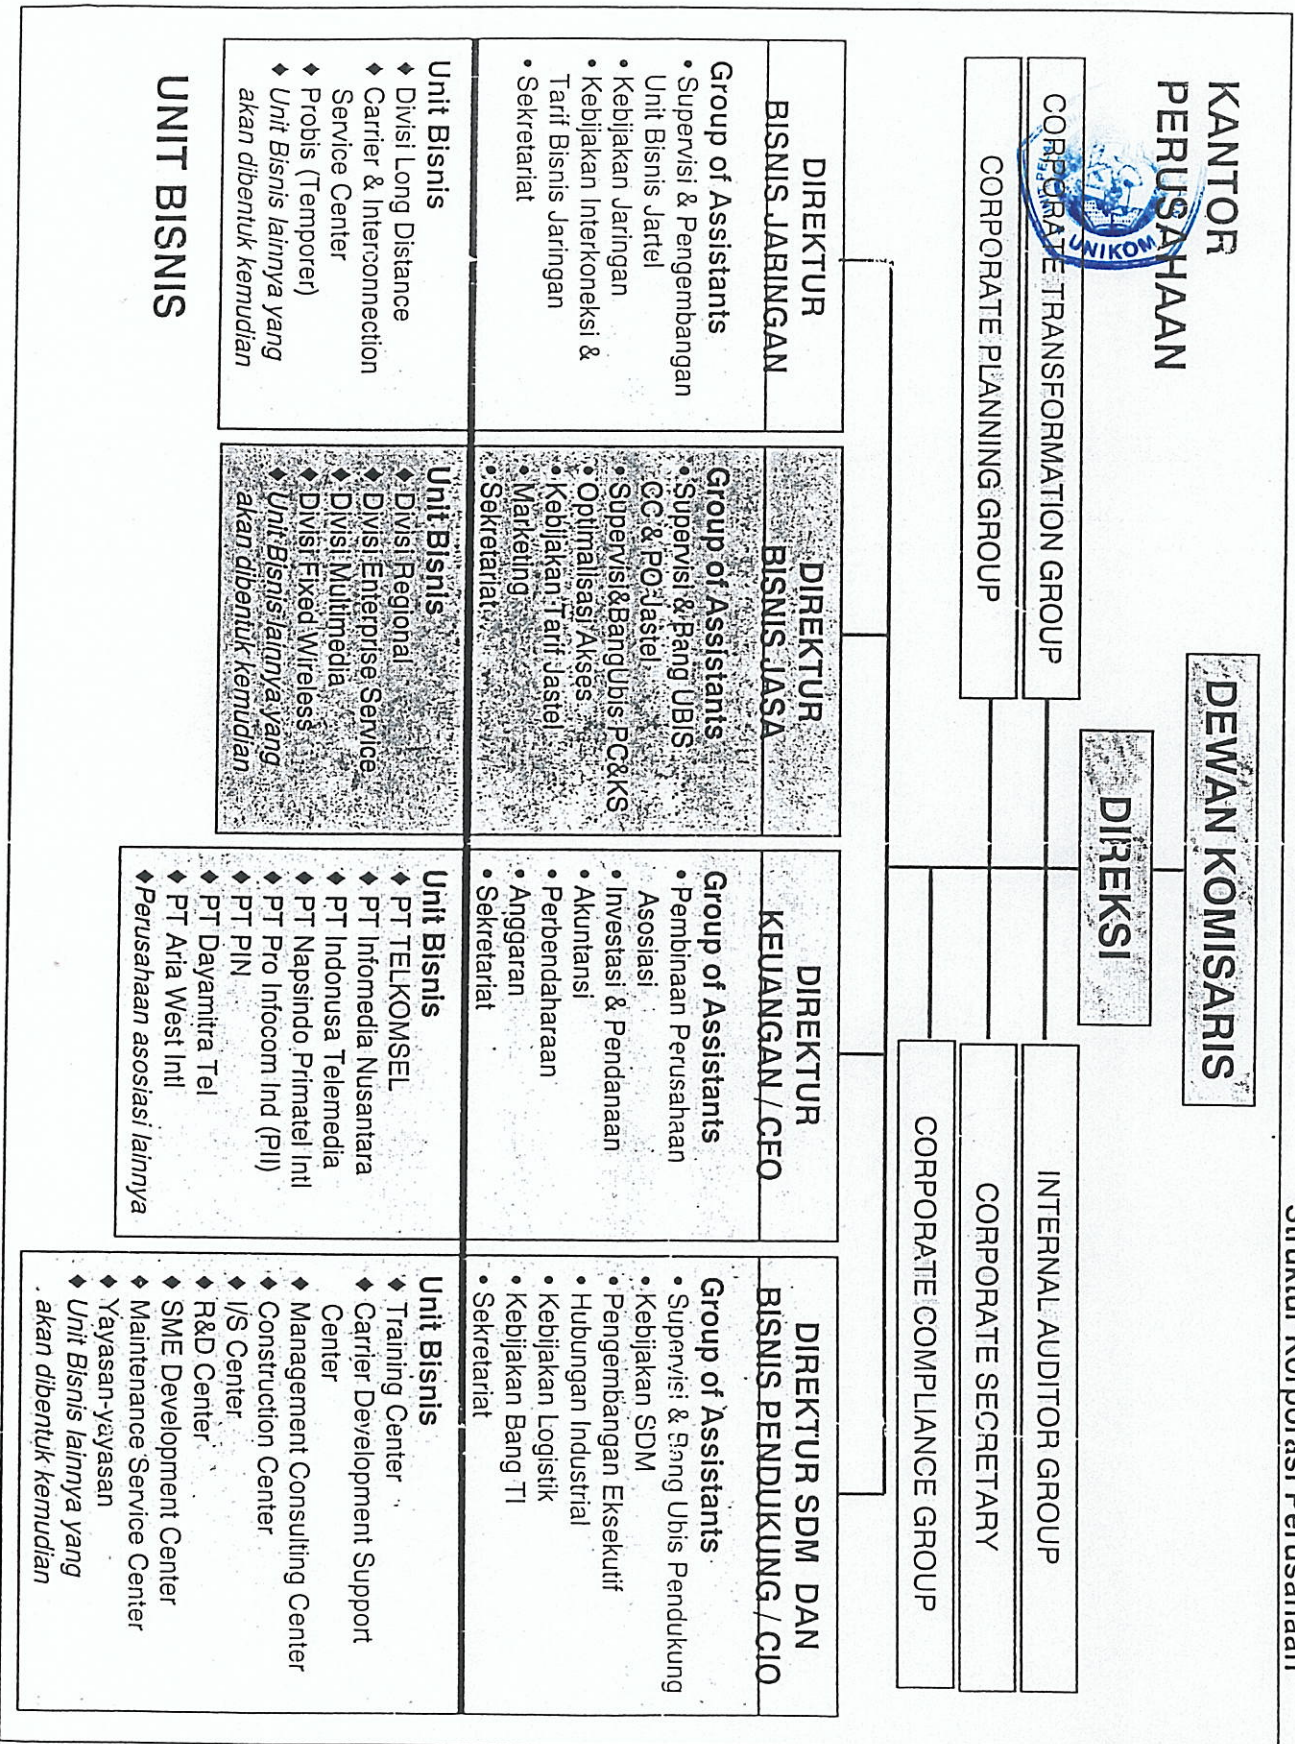 Struktur Korporasi Perusahaan
KANTOR
PERUSAHAAN
UNIKOM
DEWAN KOMISARIS
DIREKSI
CORPORATE TRANSFORMATION GROUP
CORPORATE PLANNING GROUP
INTERNAL AUDITOR GROUP
CORPORATE SECRETARY
CORPORATE COMPLIANCE GROUP
DIREKTUR
BISNIS JARINGAN
Group of Assistants
• Supervisi & Pengembangan
Unit Bisnis Jartel
• Kebijakan Jaringan
• Kebijakan Interkoneksi &
Tarif Bisnis Jaringan
• Sekretariat
Unit Bisnis
♦ Divisi Long Distance
♦ Carrier & Interconnection
Service Center
♦ Probis (Temporer)
♦ Unit Bisnis lainnya yang
akan dibentuk kemudian
DIREKTUR
BISNIS JASA
Group of Assistants
• Supervisi & Bang UBIS
CC & PO Jastel
• Supervisi&BangUbis PC&KS
• Optimalisasi Akses
• Kebijakan Tarif Jastel
• Marketing
• Sekretariat
Unit Bisnis
♦ Divsi Regional
♦ Divsi Enterprise Service
♦ Divsi Multimedia
♦ Divsi Fixed Wireless
♦ Unit Bisnis lainnya yang
akan dibentuk kemudian
DIREKTUR
KEUANGAN / CFO
Group of Assistants
• Pembinaan Perusahaan
Asosiasi
• Investasi & Pendanaan
• Akuntansi
• Perbendaharaan
• Anggaran
• Sekretariat
Unit Bisnis
♦ PT TELKOMSEL
♦ PT Infomedia Nusantara
♦ PT Indonusa Telemedia
♦ PT Napsindo Primatel Intl
♦ PT Pro Infocom Ind (PII)
♦ PT PIN
♦ PT Dayamitra Tel
♦ PT Aria West Intl
♦ Perusahaan asosiasi lainnya
DIREKTUR SDM DAN
BISNIS PENDUKUNG / CIO
Group of Assistants
• Supervisi & Bang Ubis Pendukung
• Kebijakan SDM
• Pengembangan Eksekutif
• Hubungan Industrial
• Kebijakan Logistik
• Kebijakan Bang TI
• Sekretariat
Unit Bisnis
♦ Training Center
♦ Carrier Development Support
Center
♦ Management Consulting Center
♦ Construction Center
♦ I/S Center
♦ R&D Center
♦ SME Development Center
♦ Maintenance Service Center
♦ Yayasan-yayasan
♦ Unit Bisnis lainnya yang
akan dibentuk kemudian
UNIT BISNIS